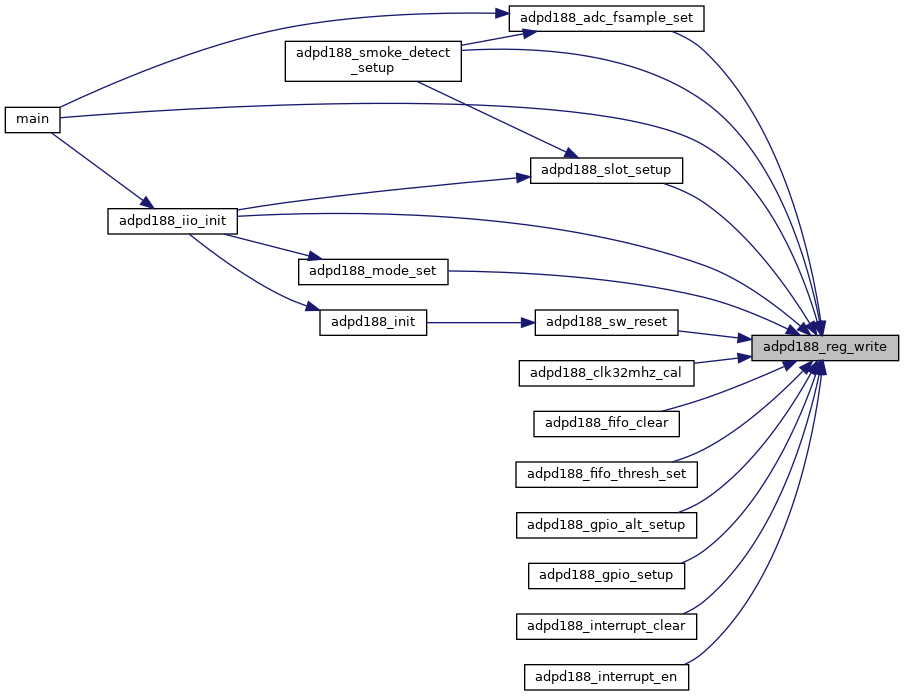 adpd188_adc_fsample_set
adpd188_smoke_detect
_setup
main
adpd188_slot_setup
adpd188_iio_init
adpd188_mode_set
adpd188_init
adpd188_sw_reset
adpd188_reg_write
adpd188_clk32mhz_cal
adpd188_fifo_clear
adpd188_fifo_thresh_set
adpd188_gpio_alt_setup
adpd188_gpio_setup
adpd188_interrupt_clear
adpd188_interrupt_en